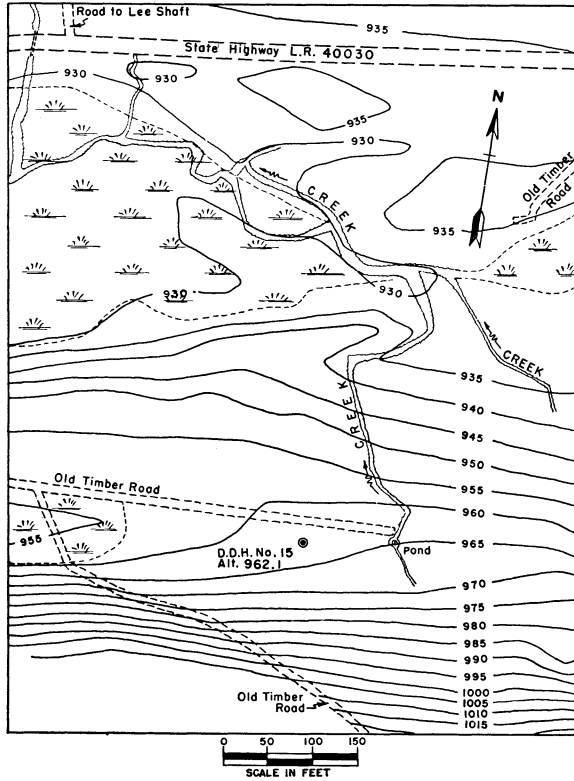 Road to Lee Shaft
935
State Highway L.R. 40030
930
930
935
930
N
CREEK
Old Timber
Road
935
930
930
CREEK
935
CREEK
940
945
950
955
Old Timber Road
960
955
D.D.H. No. 15
Alt. 962.1
965
Pond
970
975
980
985
990
995
1000
1005
1010
1015
Old Timber
Road
0 50 100 150
SCALE IN FEET